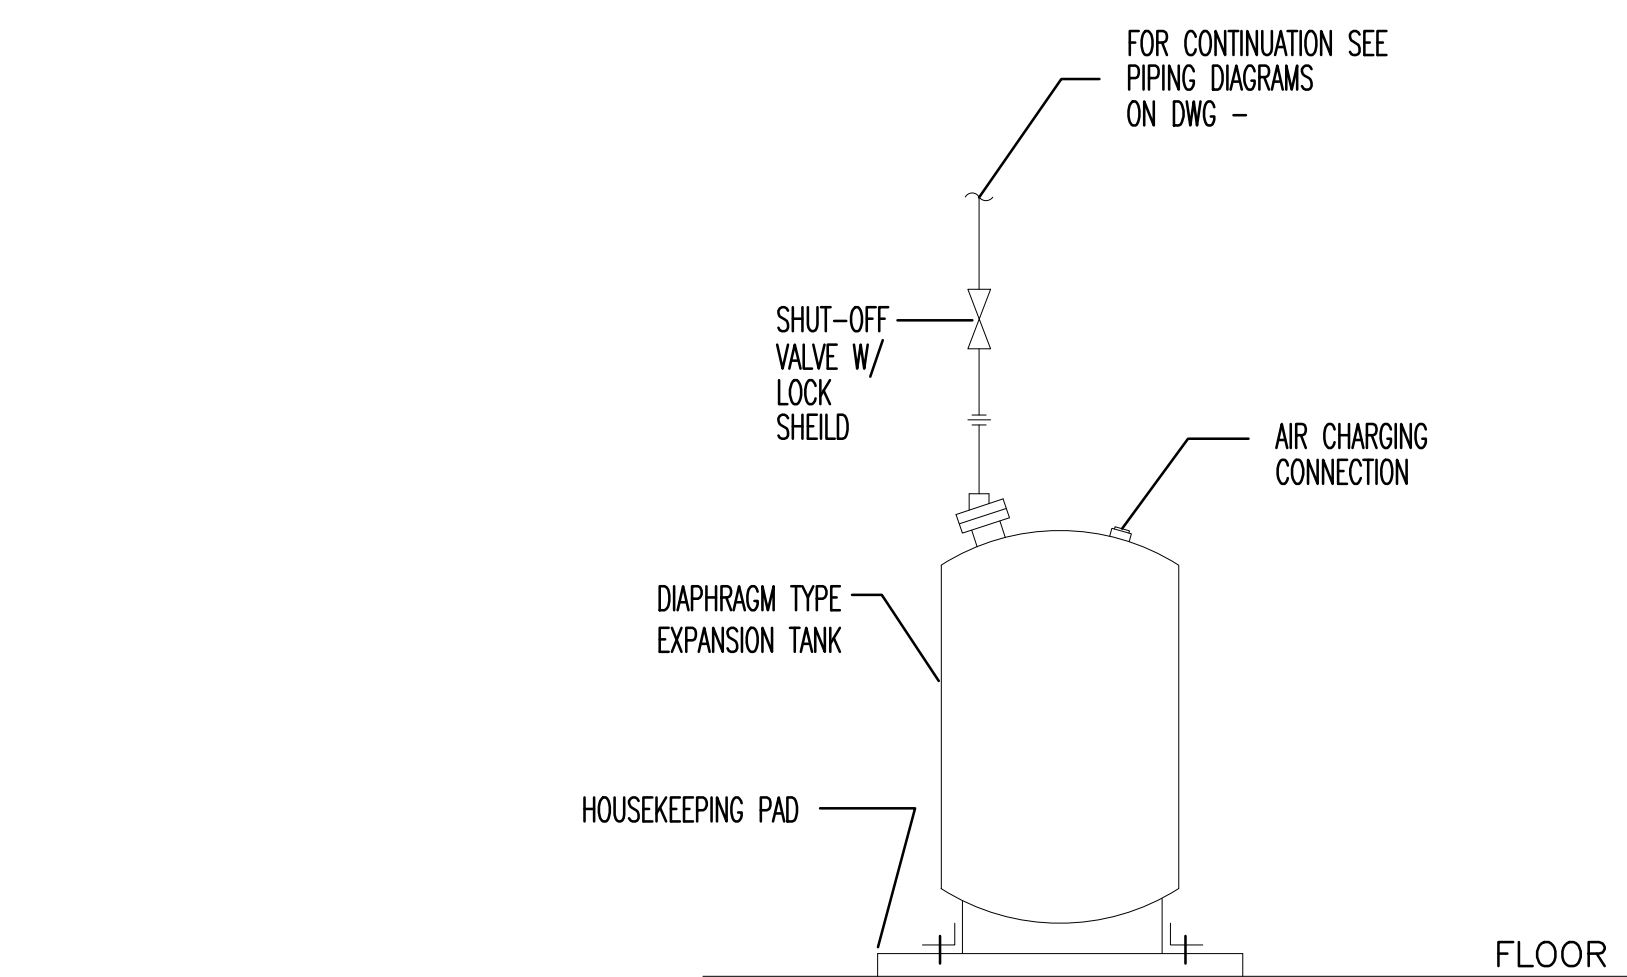 FOR CONTINUATION SEE
PIPING DIAGRAMS
ON DWG -
SHUT-OFF
VALVE W/
LOCK
SHEILD
AIR CHARGING
CONNECTION
DIAPHRAGM TYPE
EXPANSION TANK
HOUSEKEEPING PAD
FLOOR